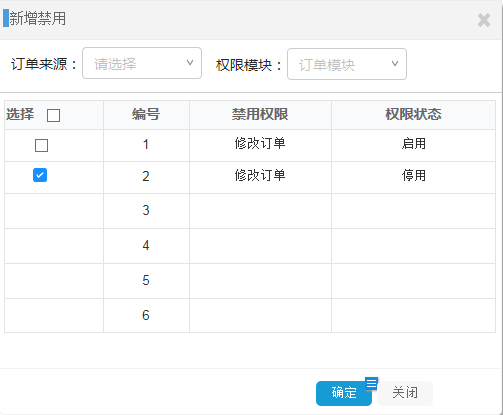 新增禁用
订单来源： 请选择 权限模块： 订单模块
选择 编号 禁用权限 权限状态
1 修改订单 启用
2 修改订单 停用
3
4
5
6
确定 关闭